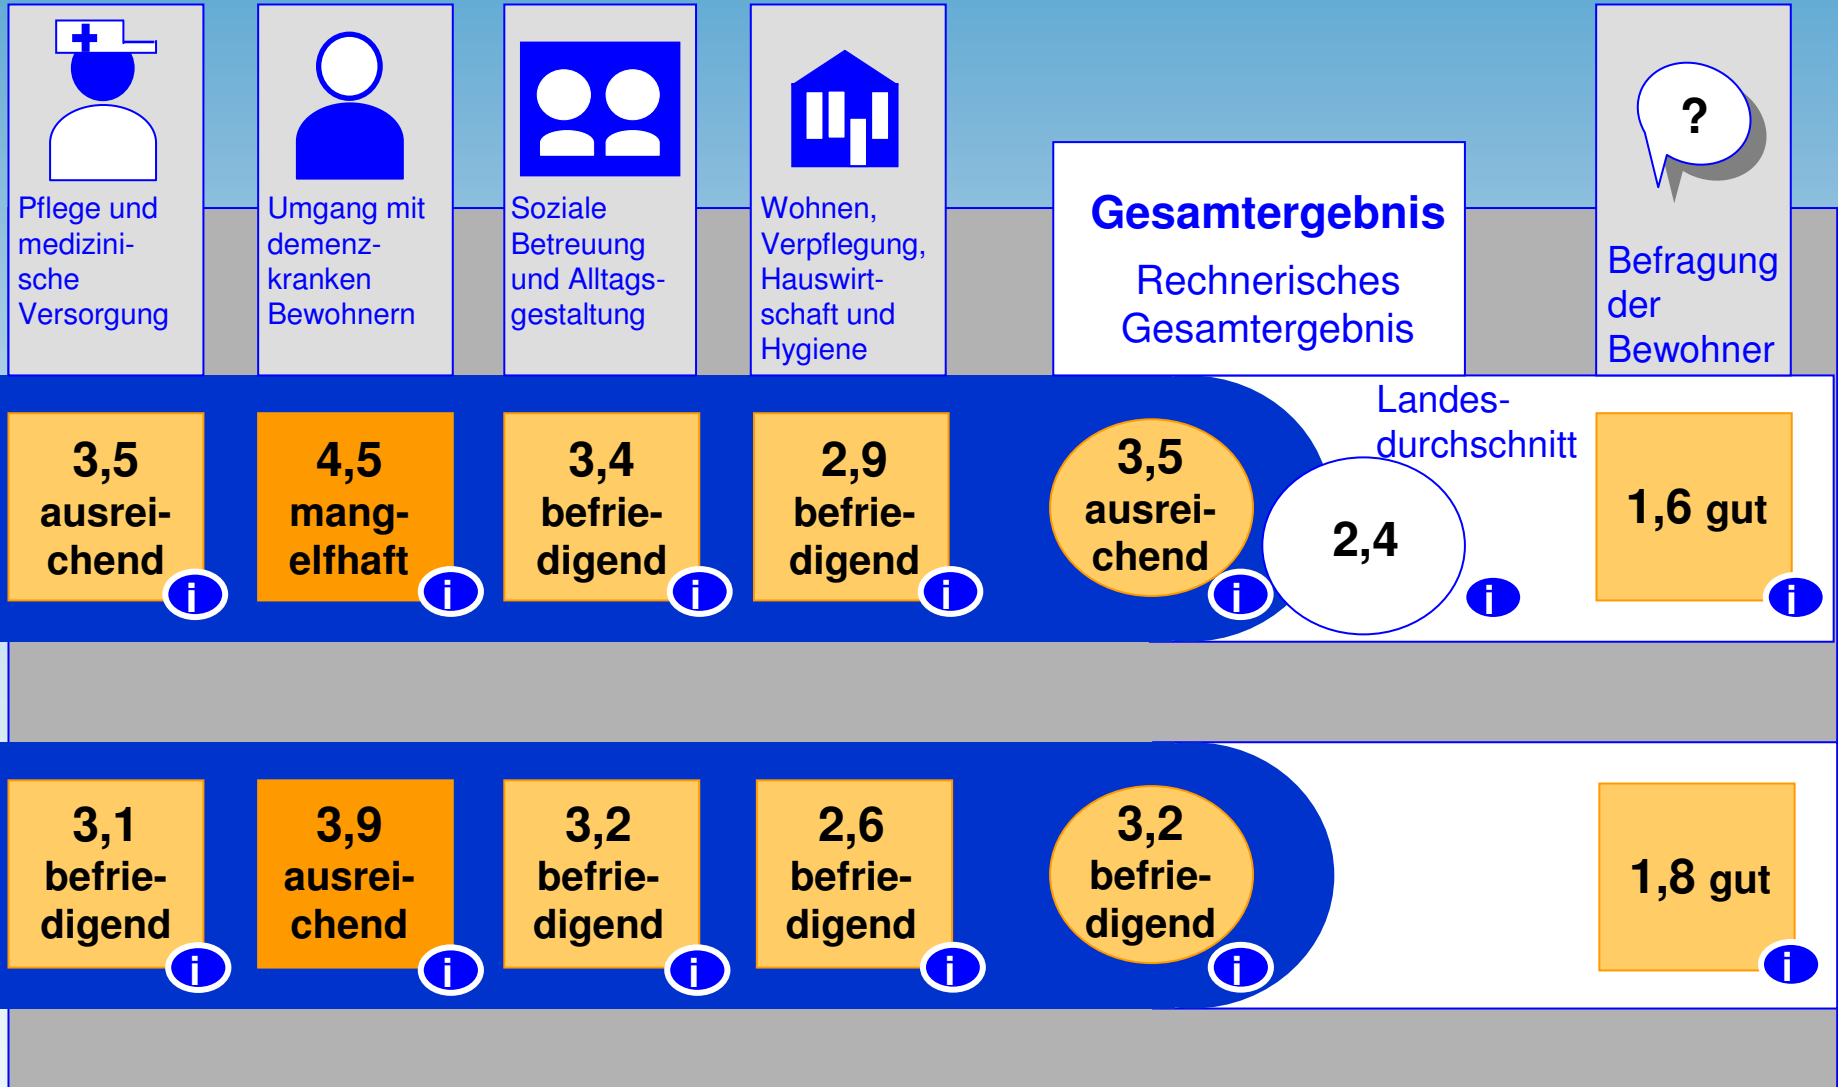 Pflege und
medizini-
sche
Versorgung
Umgang mit
demenz-
kranken
Bewohnern
Soziale
Betreuung
und Alltags-
gestaltung
Wohnen,
Verpflegung,
Hauswirt-
schaft und
Hygiene
Gesamtergebnis
Rechnerisches
Gesamtergebnis
?
Befragung
der
Bewohner
3,5
ausrei-
chend
i
4,5
mang-
elfhaft
i
3,4
befrie-
digend
i
2,9
befrie-
digend
i
3,5
ausrei-
chend
i
Landes-
durchschnitt
2,4
i
1,6 gut
i
3,1
befrie-
digend
i
3,9
ausrei-
chend
i
3,2
befrie-
digend
i
2,6
befrie-
digend
i
3,2
befrie-
digend
i
1,8 gut
i